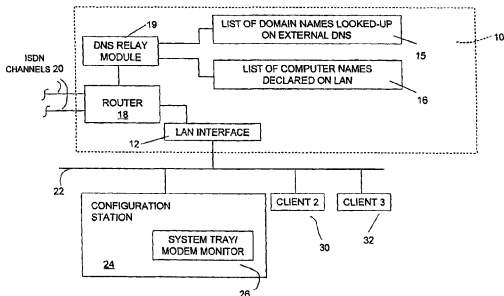 19
DNS RELAY
MODULE
LIST OF DOMAIN NAMES LOOKED-UP
ON EXTERNAL DNS
15
10
ISDN
CHANNELS 20
LIST OF COMPUTER NAMES
DECLARED ON LAN
16
ROUTER
18
12
LAN INTERFACE
22
CONFIGURATION
STATION
CLIENT 2
CLIENT 3
30
32
SYSTEM TRAY/
MODEM MONITOR
24
26